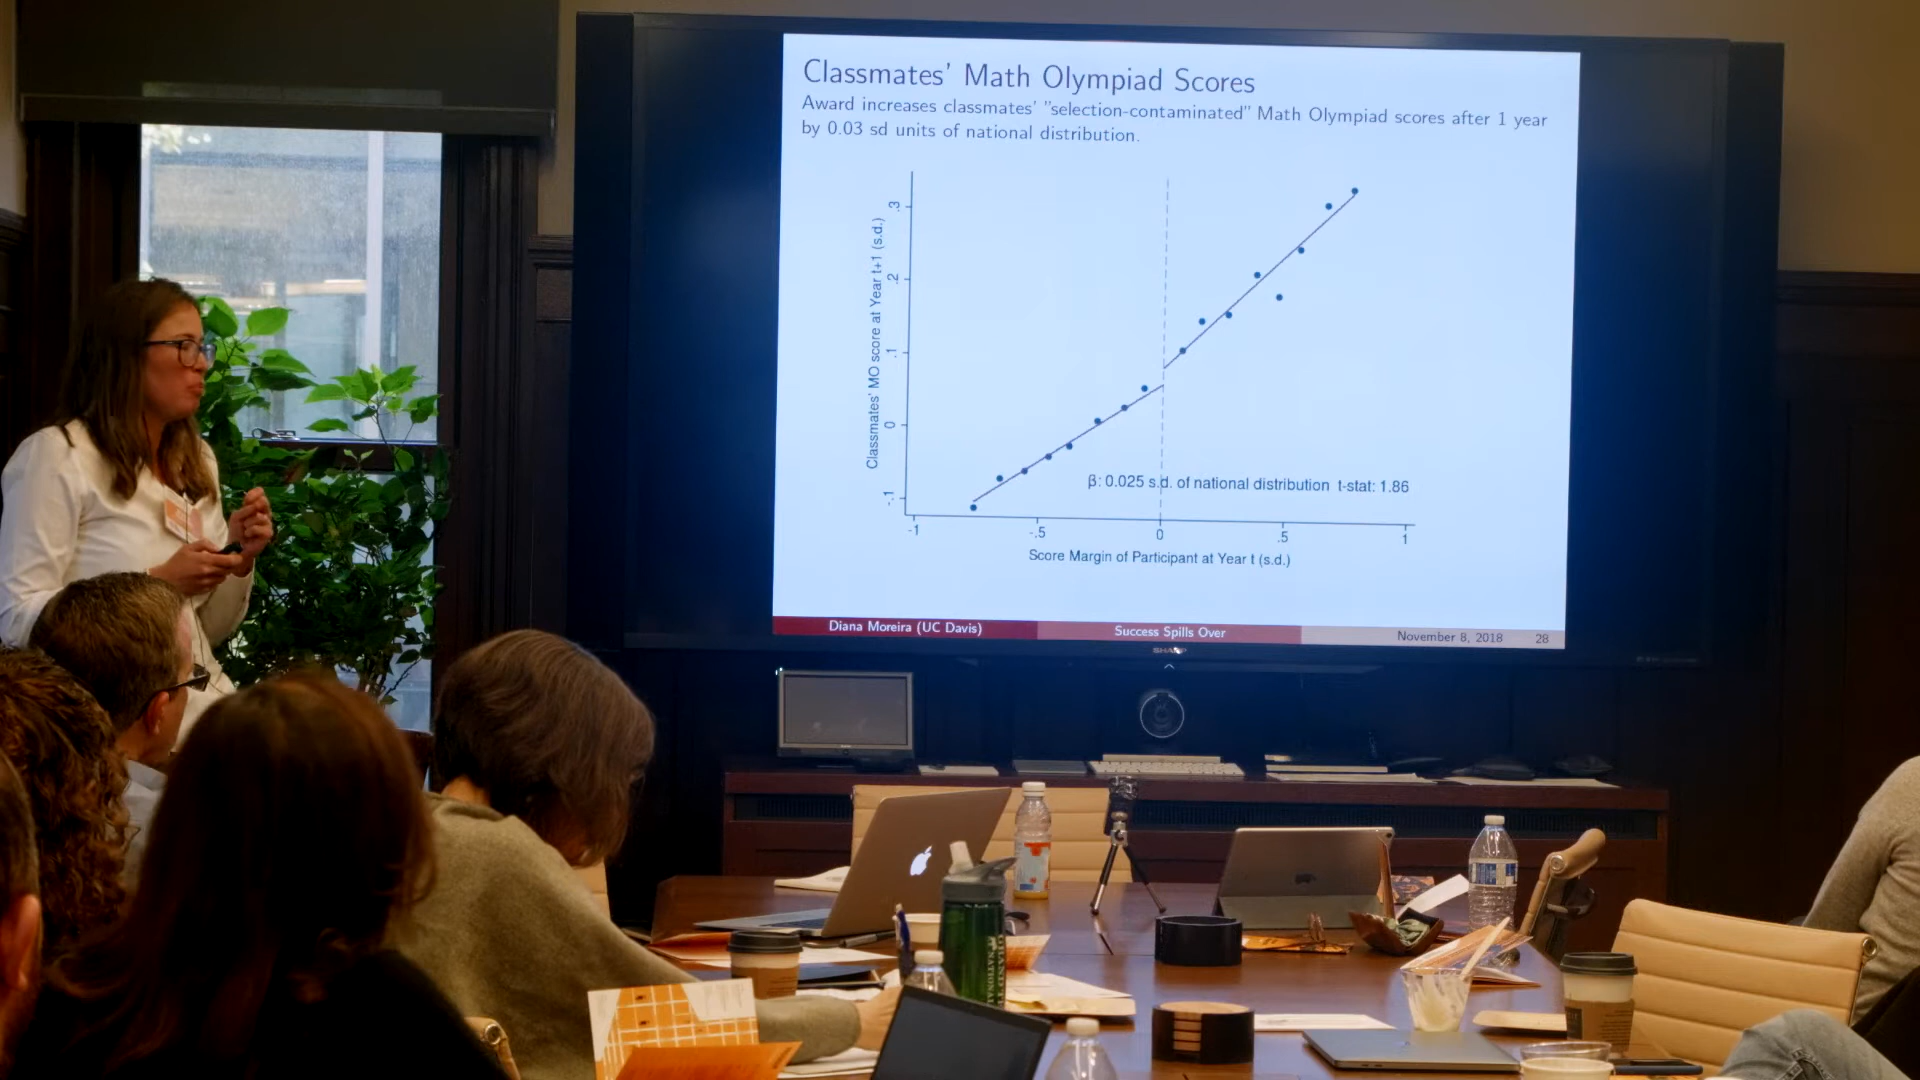 Classmates' Math Olympiad Scores
Award increases classmates' "selection-contaminated" Math Olympiad scores after 1 year
by 0.03 sd units of national distribution.
Classmates' MO score at Year t+1 (s.d.)
.3
.2
.1
0
-.1
β: 0.025 s.d. of national distribution t-stat: 1.86
-1
-.5
0
.5
1
Score Margin of Participant at Year t (s.d.)
Diana Moreira (UC Davis)
Success Spills Over
November 8, 2018
28
SHARP